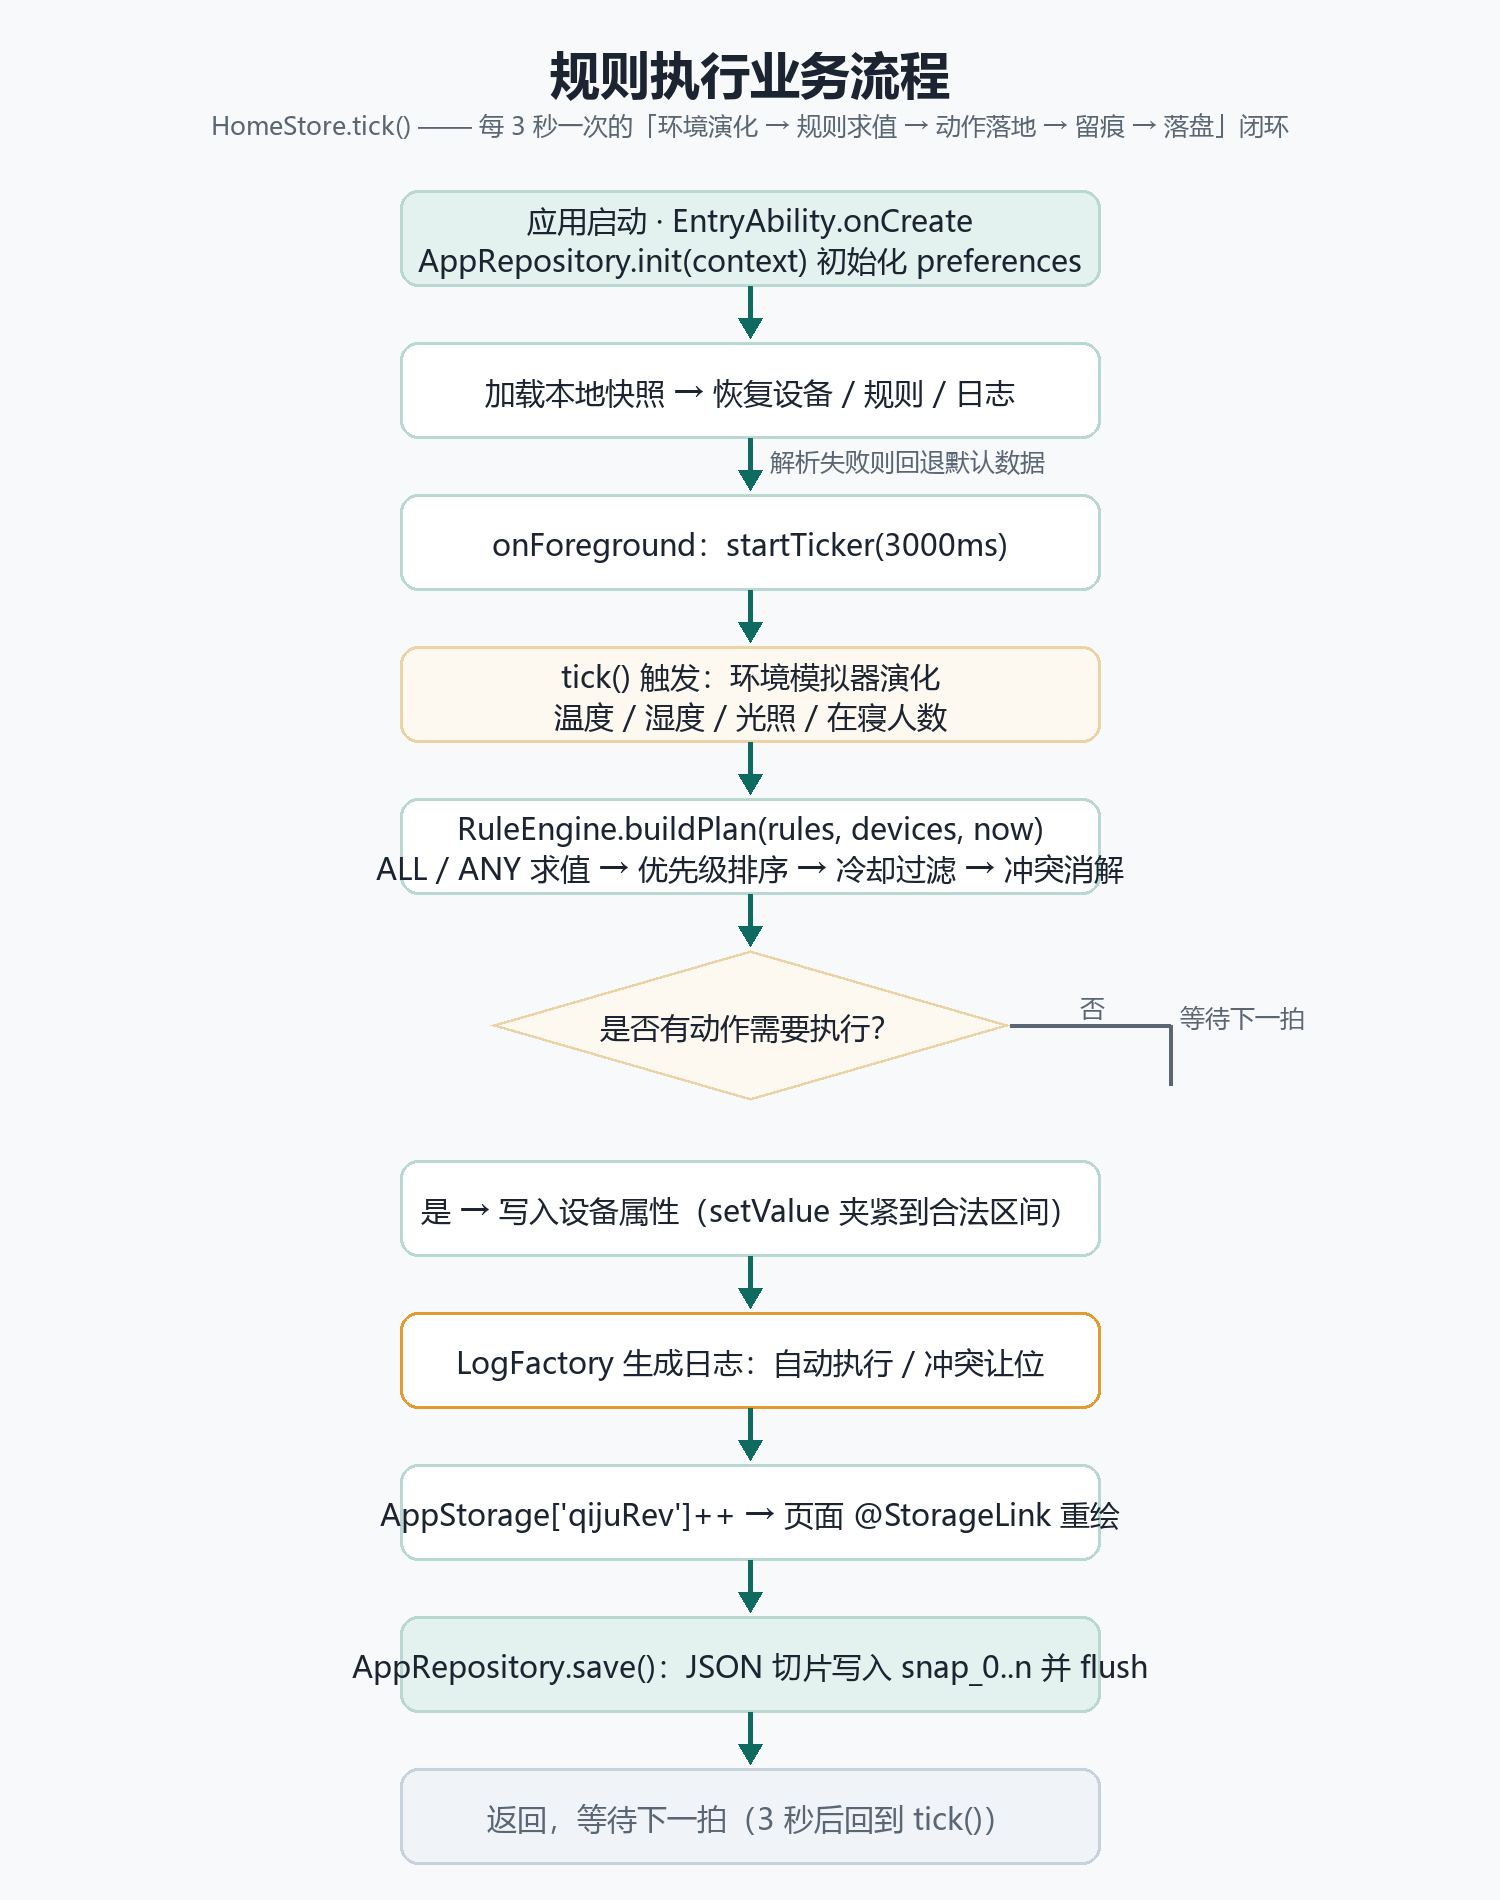 规则执行业务流程
HomeStore.tick() —— 每 3 秒一次的「环境演化 → 规则求值 → 动作落地 → 留痕 → 落盘」闭环
应用启动 · EntryAbility.onCreate
AppRepository.init(context) 初始化 preferences
加载本地快照 → 恢复设备 / 规则 / 日志
解析失败则回退默认数据
onForeground：startTicker(3000ms)
tick() 触发：环境模拟器演化
温度 / 湿度 / 光照 / 在寝人数
RuleEngine.buildPlan(rules, devices, now)
ALL / ANY 求值 → 优先级排序 → 冷却过滤 → 冲突消解
是否有动作需要执行？
否
等待下一拍
是 → 写入设备属性（setValue 夹紧到合法区间）
LogFactory 生成日志：自动执行 / 冲突让位
AppStorage['qijuRev']++ → 页面 @StorageLink 重绘
AppRepository.save()：JSON 切片写入 snap_0..n 并 flush
返回，等待下一拍（3 秒后回到 tick()）